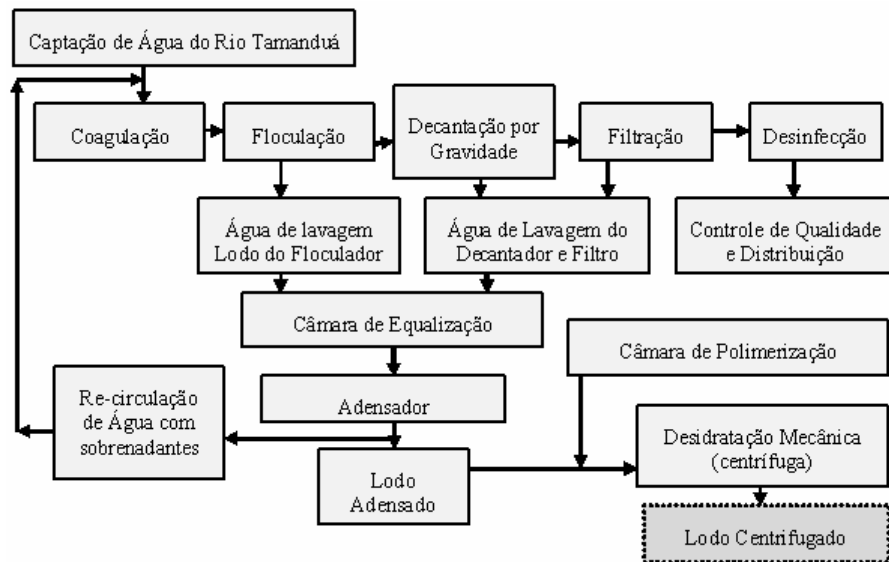 Captação de Água do Rio Tamanduá
Coagulação
Floculação
Decantação por
Gravidade
Filtração
Desinfecção
Água de lavagem
Lodo do Floculador
Água de Lavagem do
Decantador e Filtro
Controle de Qualidade
e Distribuição
Câmara de Equalização
Câmara de Polimerização
Re-circulação
de Água com
sobrenadantes
Adensador
Desidratação Mecânica
(centrífuga)
Lodo
Adensado
Lodo Centrifugado